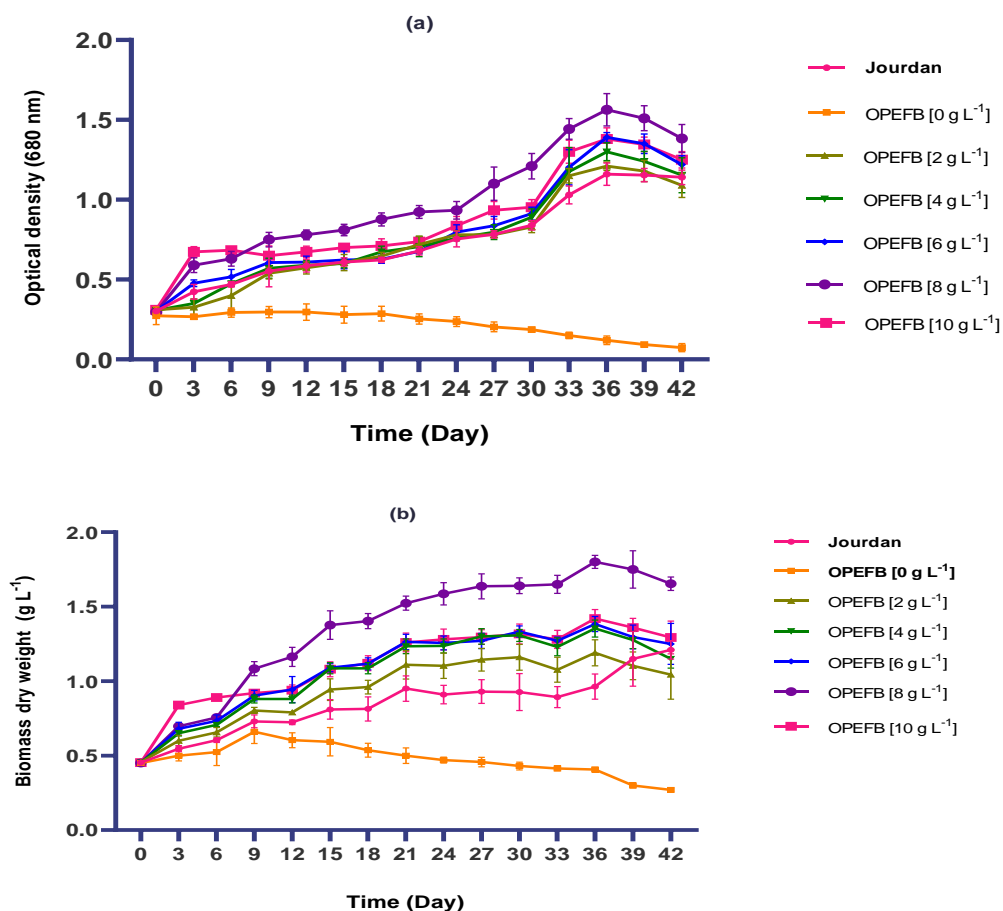 (a)
Optical density (680 nm)
2.0
1.5
1.0
0.5
0.0
0 3 6 9 12 15 18 21 24 27 30 33 36 39 42
Time (Day)
Jourdan
OPEFB [0 g L⁻¹]
OPEFB [2 g L⁻¹]
OPEFB [4 g L⁻¹]
OPEFB [6 g L⁻¹]
OPEFB [8 g L⁻¹]
OPEFB [10 g L⁻¹]
(b)
Biomass dry weight (g L⁻¹)
2.0
1.5
1.0
0.5
0.0
0 3 6 9 12 15 18 21 24 27 30 33 36 39 42
Time (Day)
Jourdan
OPEFB [0 g L⁻¹]
OPEFB [2 g L⁻¹]
OPEFB [4 g L⁻¹]
OPEFB [6 g L⁻¹]
OPEFB [8 g L⁻¹]
OPEFB [10 g L⁻¹]